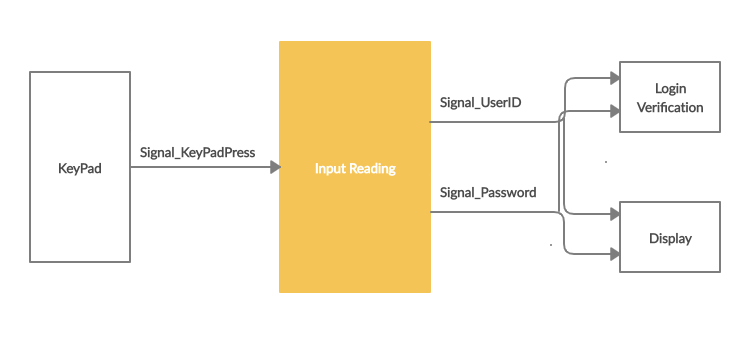 Signal_UserID
Login
Verification
Signal_KeyPadPress
KeyPad
Input Reading
Signal_Password
Display